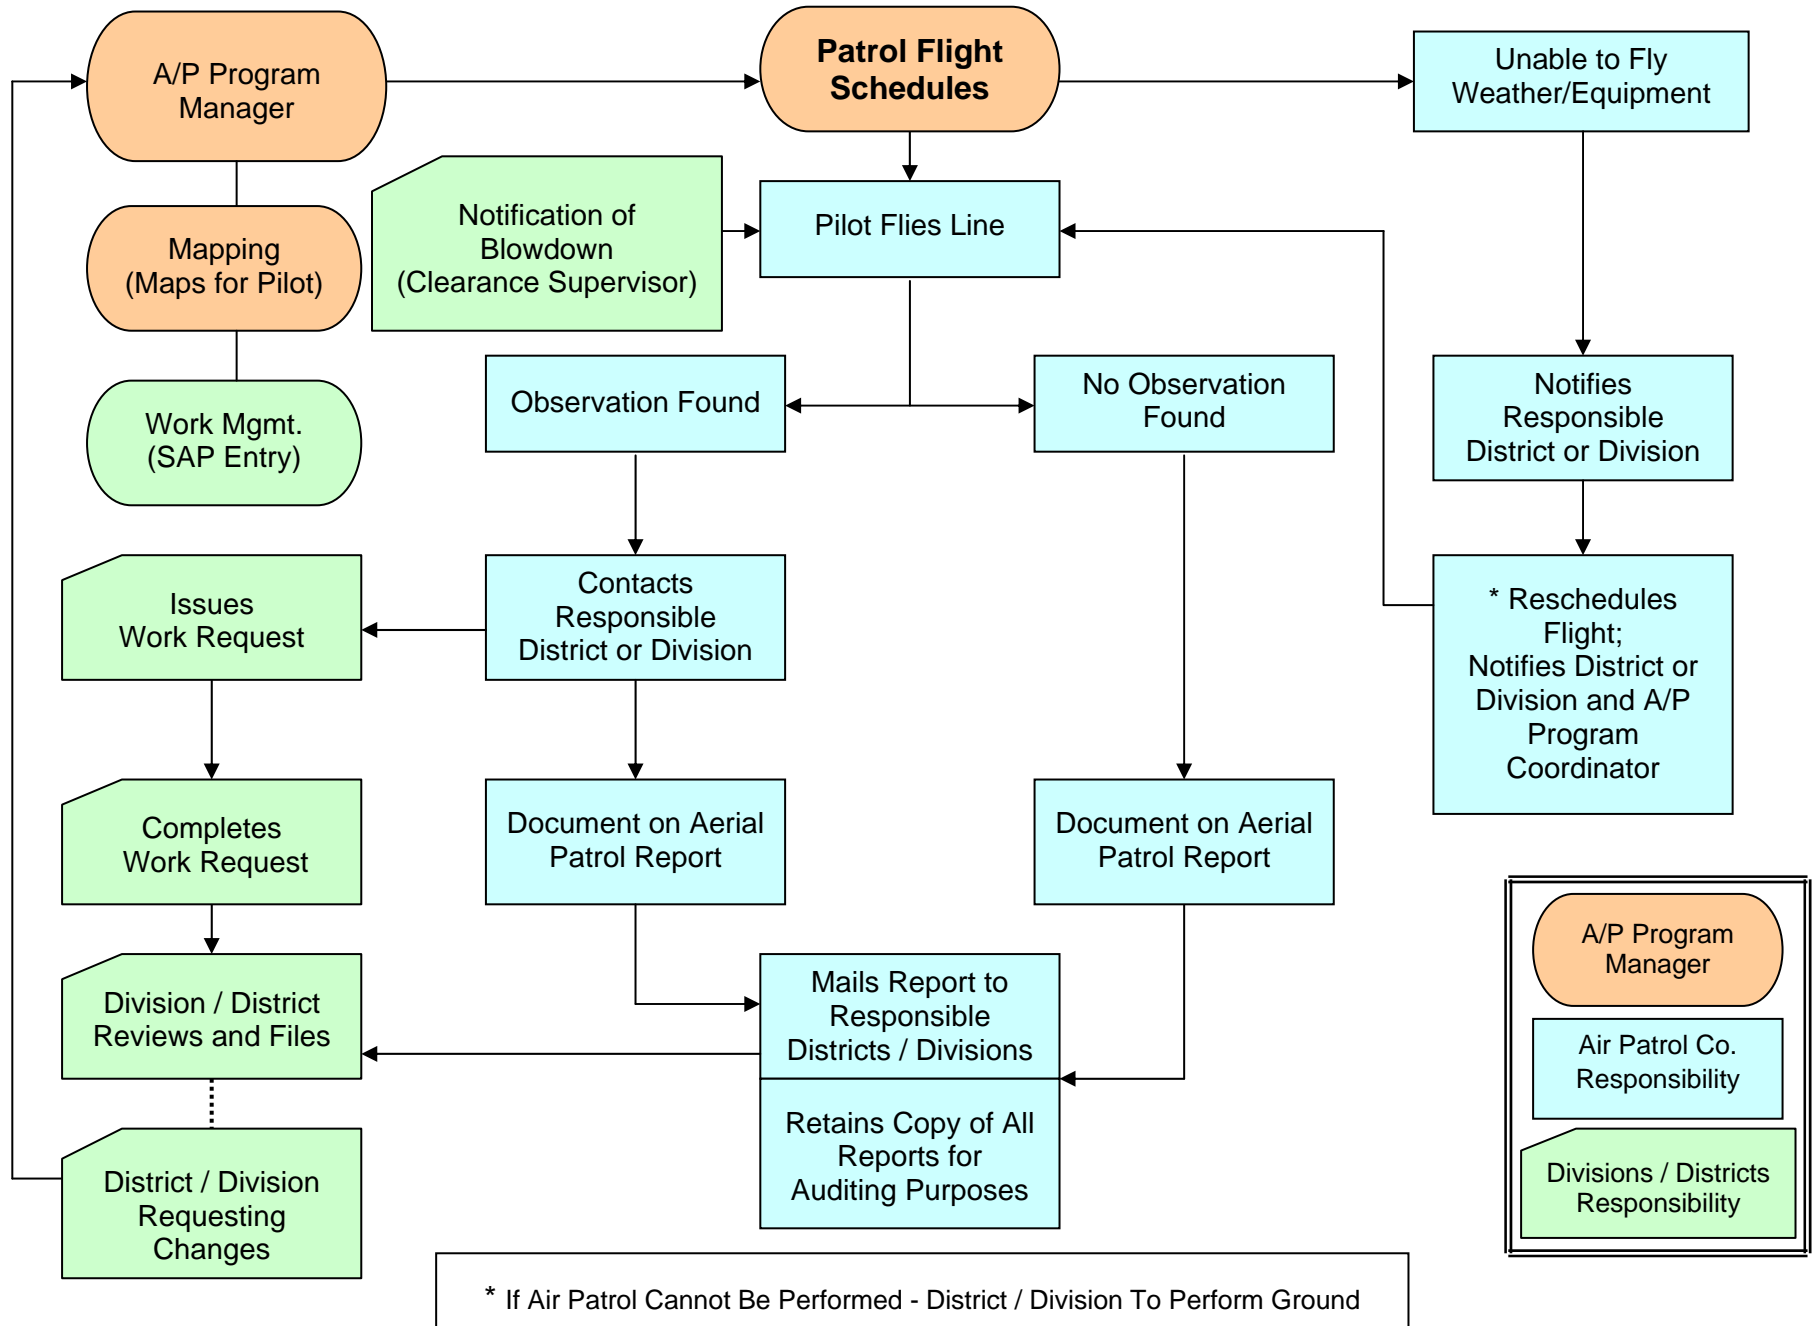 A/P Program
Manager
Patrol Flight
Schedules
Unable to Fly
Weather/Equipment
Mapping
(Maps for Pilot)
Notification of
Blowdown
(Clearance Supervisor)
Pilot Flies Line
Work Mgmt.
(SAP Entry)
Observation Found
No Observation
Found
Notifies
Responsible
District or Division
Issues
Work Request
Contacts
Responsible
District or Division
* Reschedules
Flight;
Notifies District or
Division and A/P
Program
Coordinator
Completes
Work Request
Document on Aerial
Patrol Report
Document on Aerial
Patrol Report
Division / District
Reviews and Files
Mails Report to
Responsible
Districts / Divisions
Retains Copy of All
Reports for
Auditing Purposes
District / Division
Requesting
Changes
A/P Program
Manager
Air Patrol Co.
Responsibility
Divisions / Districts
Responsibility
* If Air Patrol Cannot Be Performed - District / Division To Perform Ground